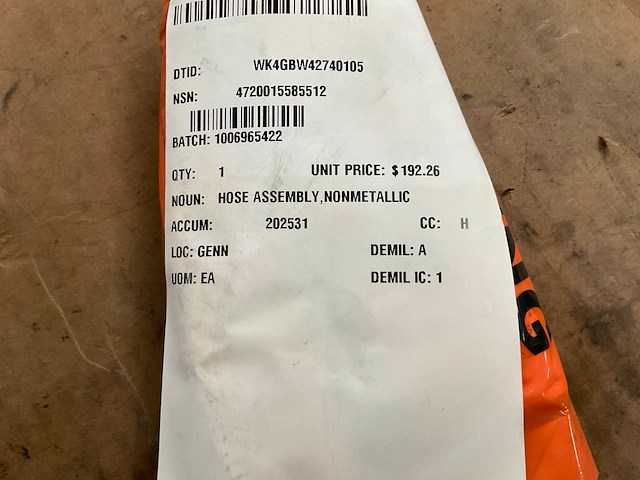 DTID: WK4GBW42740105
NSN: 4720015585512
BATCH: 1006965422
QTY: 1 UNIT PRICE: $192.26
NOUN: HOSE ASSEMBLY,NONMETALLIC
ACCUM: 202531 CC: H
LOC: GENN DEMIL: A
UOM: EA DEMIL IC: 1